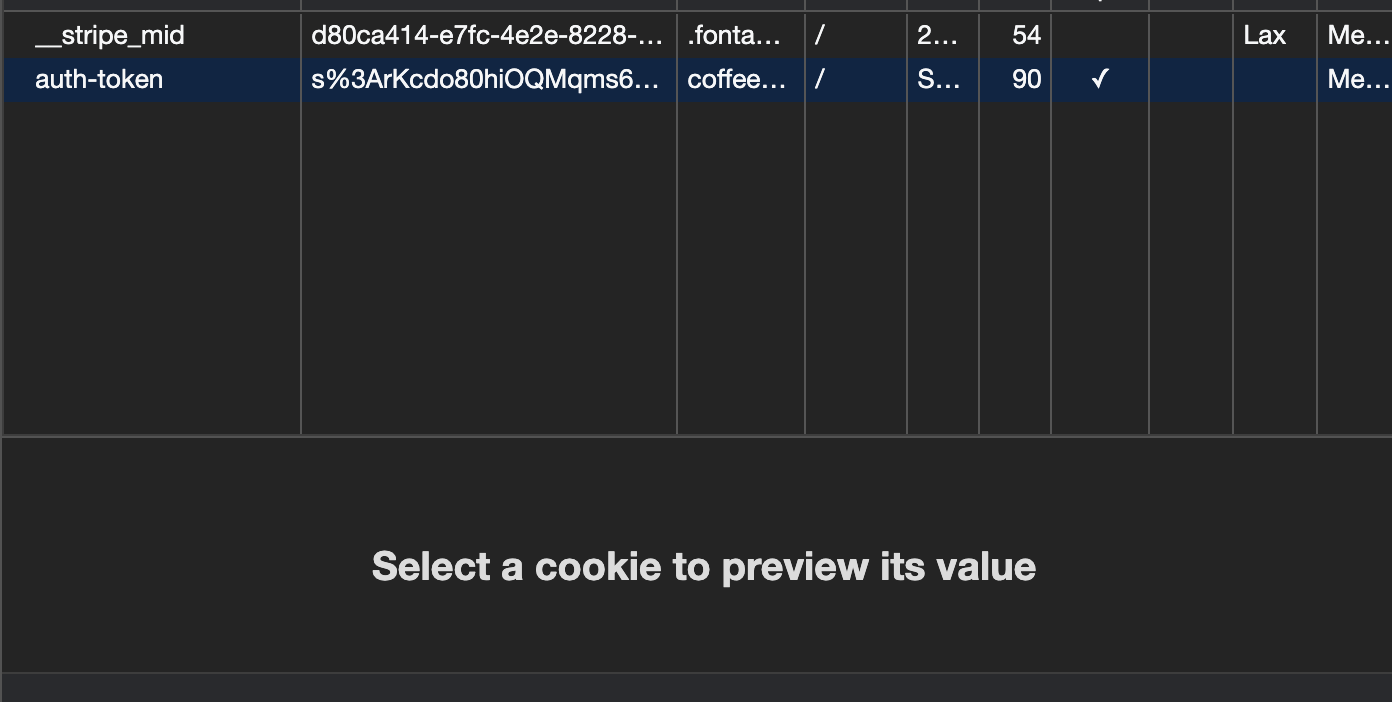 __stripe_mid d80ca414-e7fc-4e2e-8228-... .fonta... / 2... 54 Lax Me...
auth-token s%3ArKcdo80hiOQMqms6... coffee... / S... 90 ✓ Me...
Select a cookie to preview its value